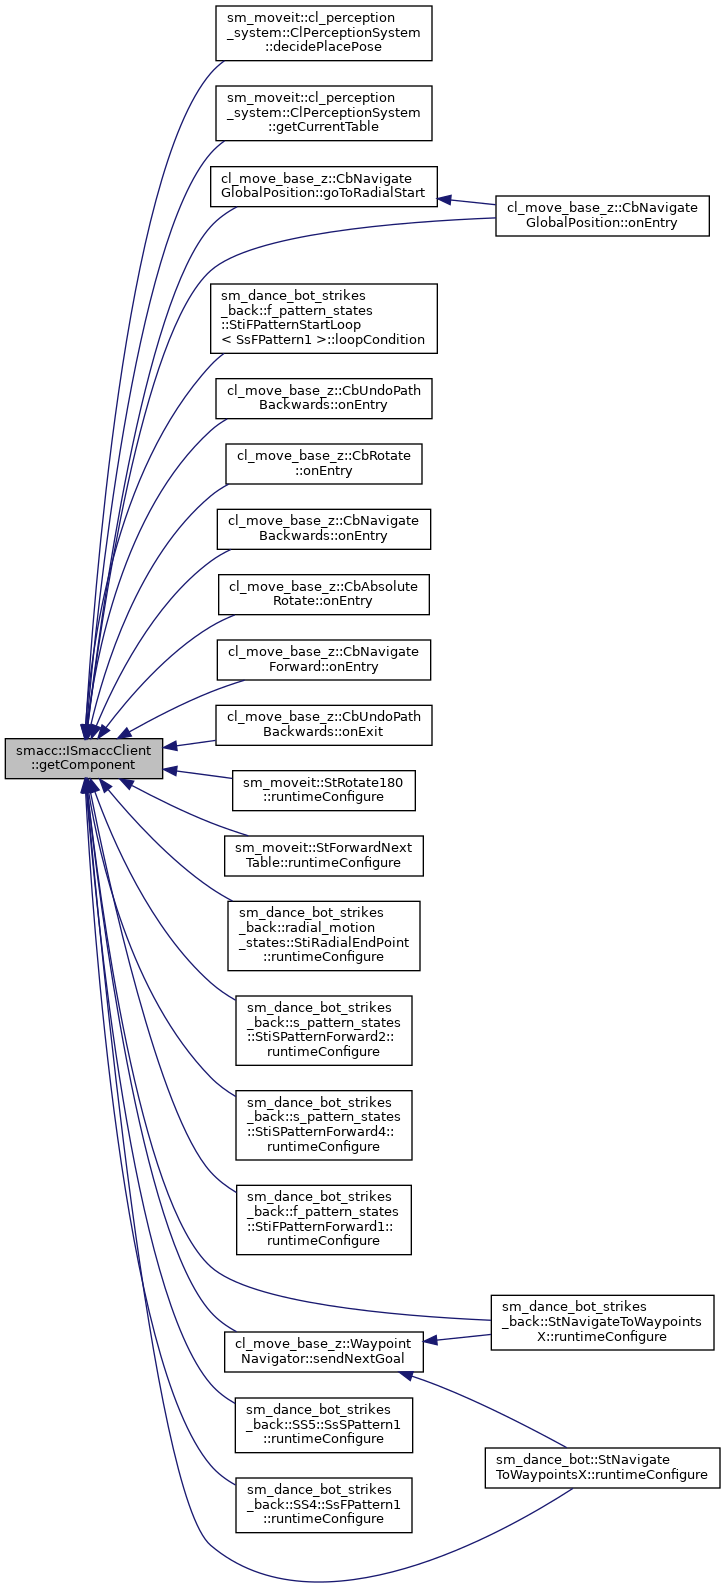 sm_moveit::cl_perception
_system::ClPerceptionSystem
::decidePlacePose
sm_moveit::cl_perception
_system::ClPerceptionSystem
::getCurrentTable
cl_move_base_z::CbNavigate
GlobalPosition::goToRadialStart
cl_move_base_z::CbNavigate
GlobalPosition::onEntry
sm_dance_bot_strikes
_back::f_pattern_states
::StiFPatternStartLoop
< SsFPattern1 >::loopCondition
cl_move_base_z::CbUndoPath
Backwards::onEntry
cl_move_base_z::CbRotate
::onEntry
cl_move_base_z::CbNavigate
Backwards::onEntry
cl_move_base_z::CbAbsolute
Rotate::onEntry
cl_move_base_z::CbNavigate
Forward::onEntry
cl_move_base_z::CbUndoPath
Backwards::onExit
smacc::ISmaccClient
::getComponent
sm_moveit::StRotate180
::runtimeConfigure
sm_moveit::StForwardNext
Table::runtimeConfigure
sm_dance_bot_strikes
_back::radial_motion
_states::StiRadialEndPoint
::runtimeConfigure
sm_dance_bot_strikes
_back::s_pattern_states
::StiSPatternForward2::
runtimeConfigure
sm_dance_bot_strikes
_back::s_pattern_states
::StiSPatternForward4::
runtimeConfigure
sm_dance_bot_strikes
_back::f_pattern_states
::StiFPatternForward1::
runtimeConfigure
sm_dance_bot_strikes
_back::StNavigateToWaypoints
X::runtimeConfigure
cl_move_base_z::Waypoint
Navigator::sendNextGoal
sm_dance_bot_strikes
_back::SS5::SsSPattern1
::runtimeConfigure
sm_dance_bot::StNavigate
ToWaypointsX::runtimeConfigure
sm_dance_bot_strikes
_back::SS4::SsFPattern1
::runtimeConfigure